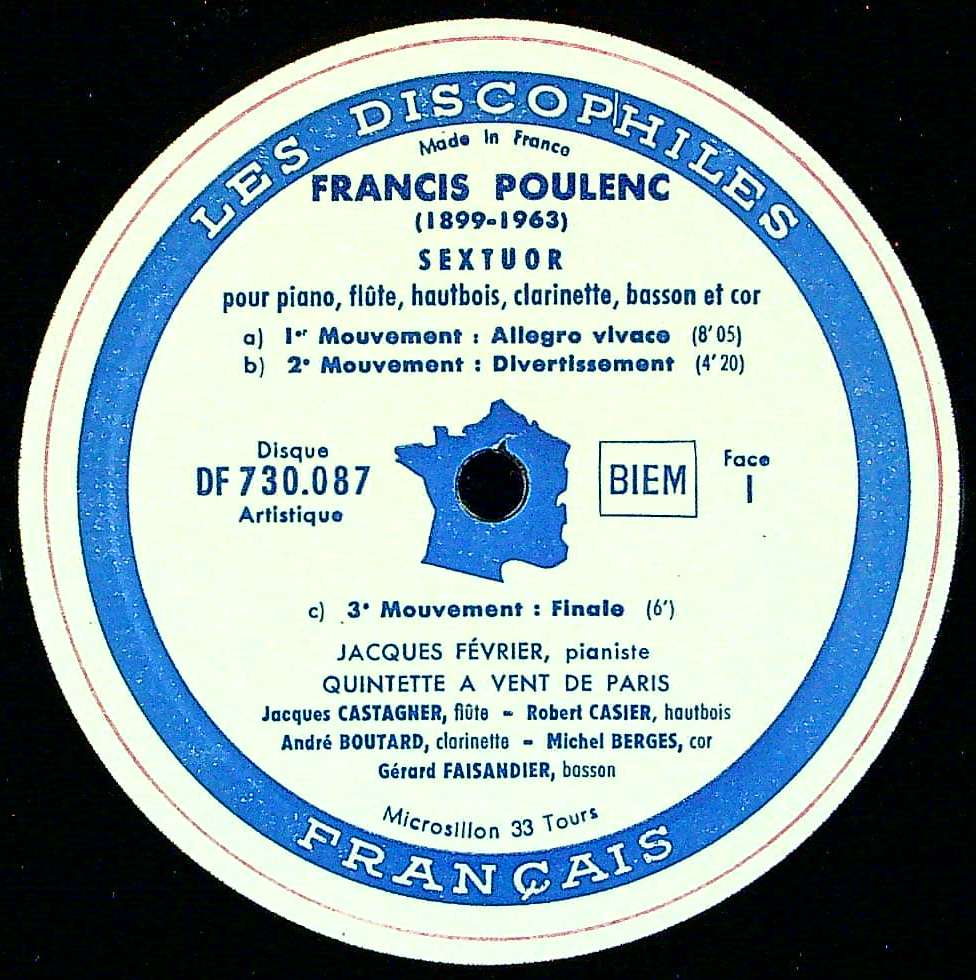 LES DISCOPHILES
Made In France
FRANCIS POULENC
(1899-1963)
SEXTUOR
pour piano, flûte, hautbois, clarinette, basson et cor
a) 1er Mouvement : Allegro vivace (8'05)
b) 2e Mouvement : Divertissement (4'20)
Disque
DF 730.087
Artistique
BIEM
Face
1
c) 3e Mouvement : Finale (6')
JACQUES FÉVRIER, pianiste
QUINTETTE A VENT DE PARIS
Jacques CASTAGNER, flûte - Robert CASIER, hautbois
André BOUTARD, clarinette - Michel BERGES, cor
Gérard FAISANDIER, basson
Microsillon 33 Tours
FRANÇAIS